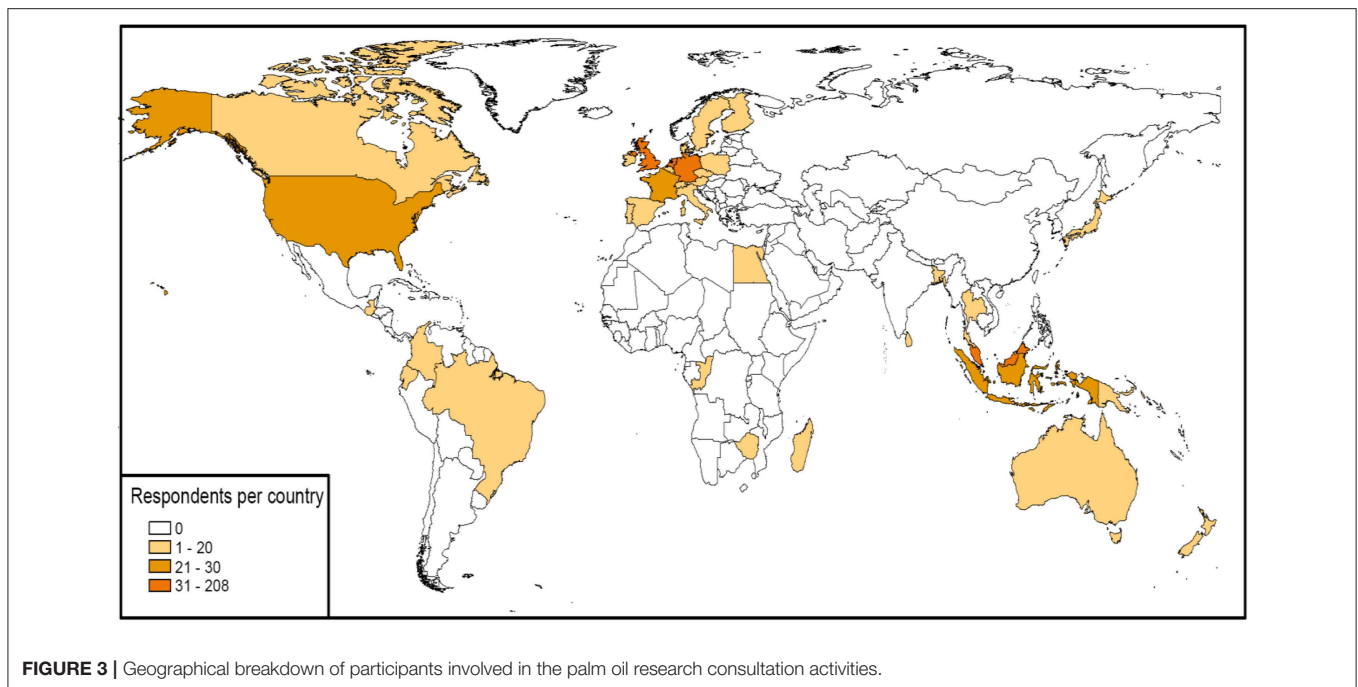 Respondents per country
0
1 - 20
21 - 30
31 - 208
FIGURE 3 | Geographical breakdown of participants involved in the palm oil research consultation activities.